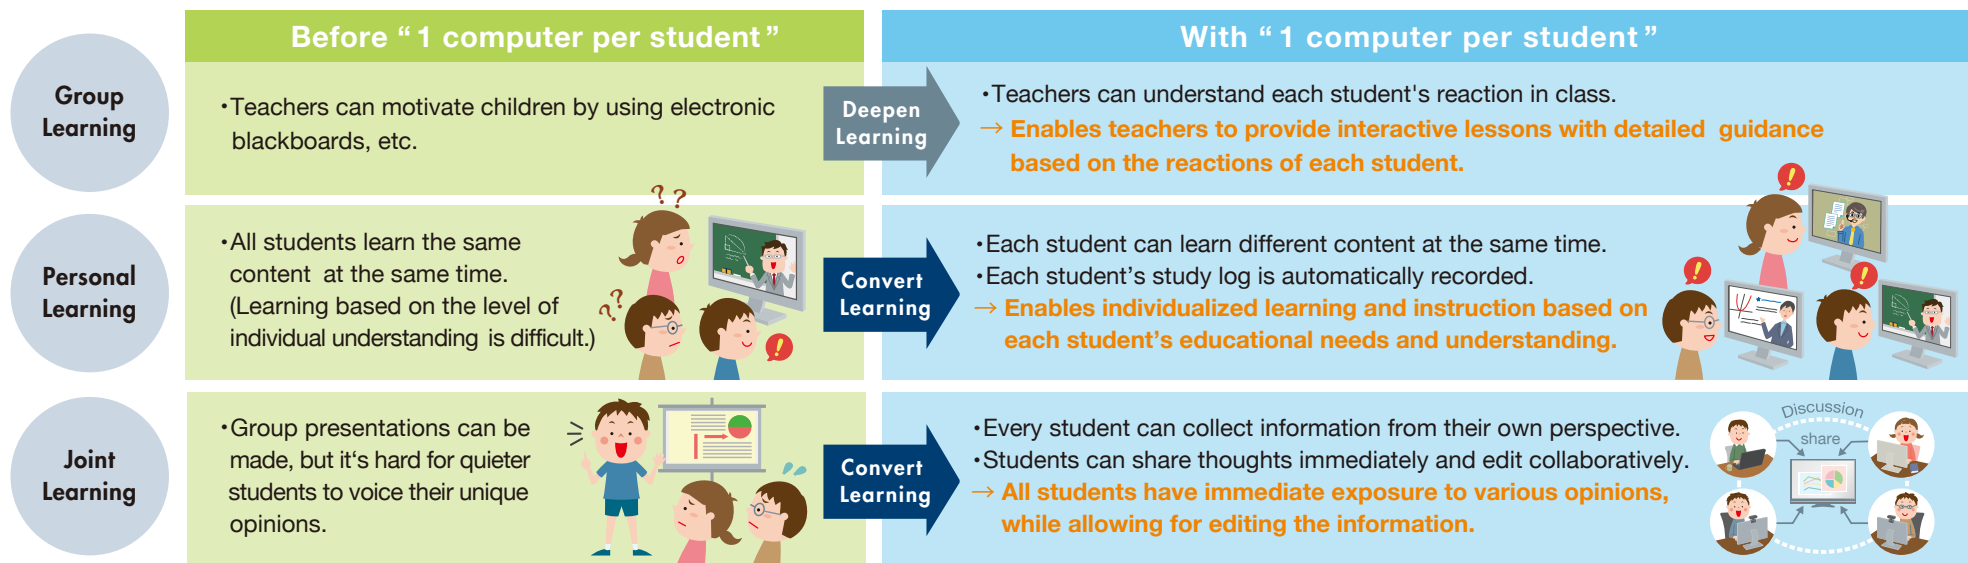 Before “ 1 computer per student ”
With “ 1 computer per student ”
Group
Learning
・Teachers can motivate children by using electronic
blackboards, etc.
Deepen
Learning
・Teachers can understand each student's reaction in class.
→ Enables teachers to provide interactive lessons with detailed guidance
based on the reactions of each student.
Personal
Learning
・All students learn the same
content at the same time.
(Learning based on the level of
individual understanding is difficult.)
? ?
? ?
!
Convert
Learning
・Each student can learn different content at the same time.
・Each student’s study log is automatically recorded.
→ Enables individualized learning and instruction based on
each student’s educational needs and understanding.
!
!
!
Joint
Learning
・Group presentations can be
made, but it‘s hard for quieter
students to voice their unique
opinions.
Convert
Learning
・Every student can collect information from their own perspective.
・Students can share thoughts immediately and edit collaboratively.
→ All students have immediate exposure to various opinions,
while allowing for editing the information.
Discussion
share